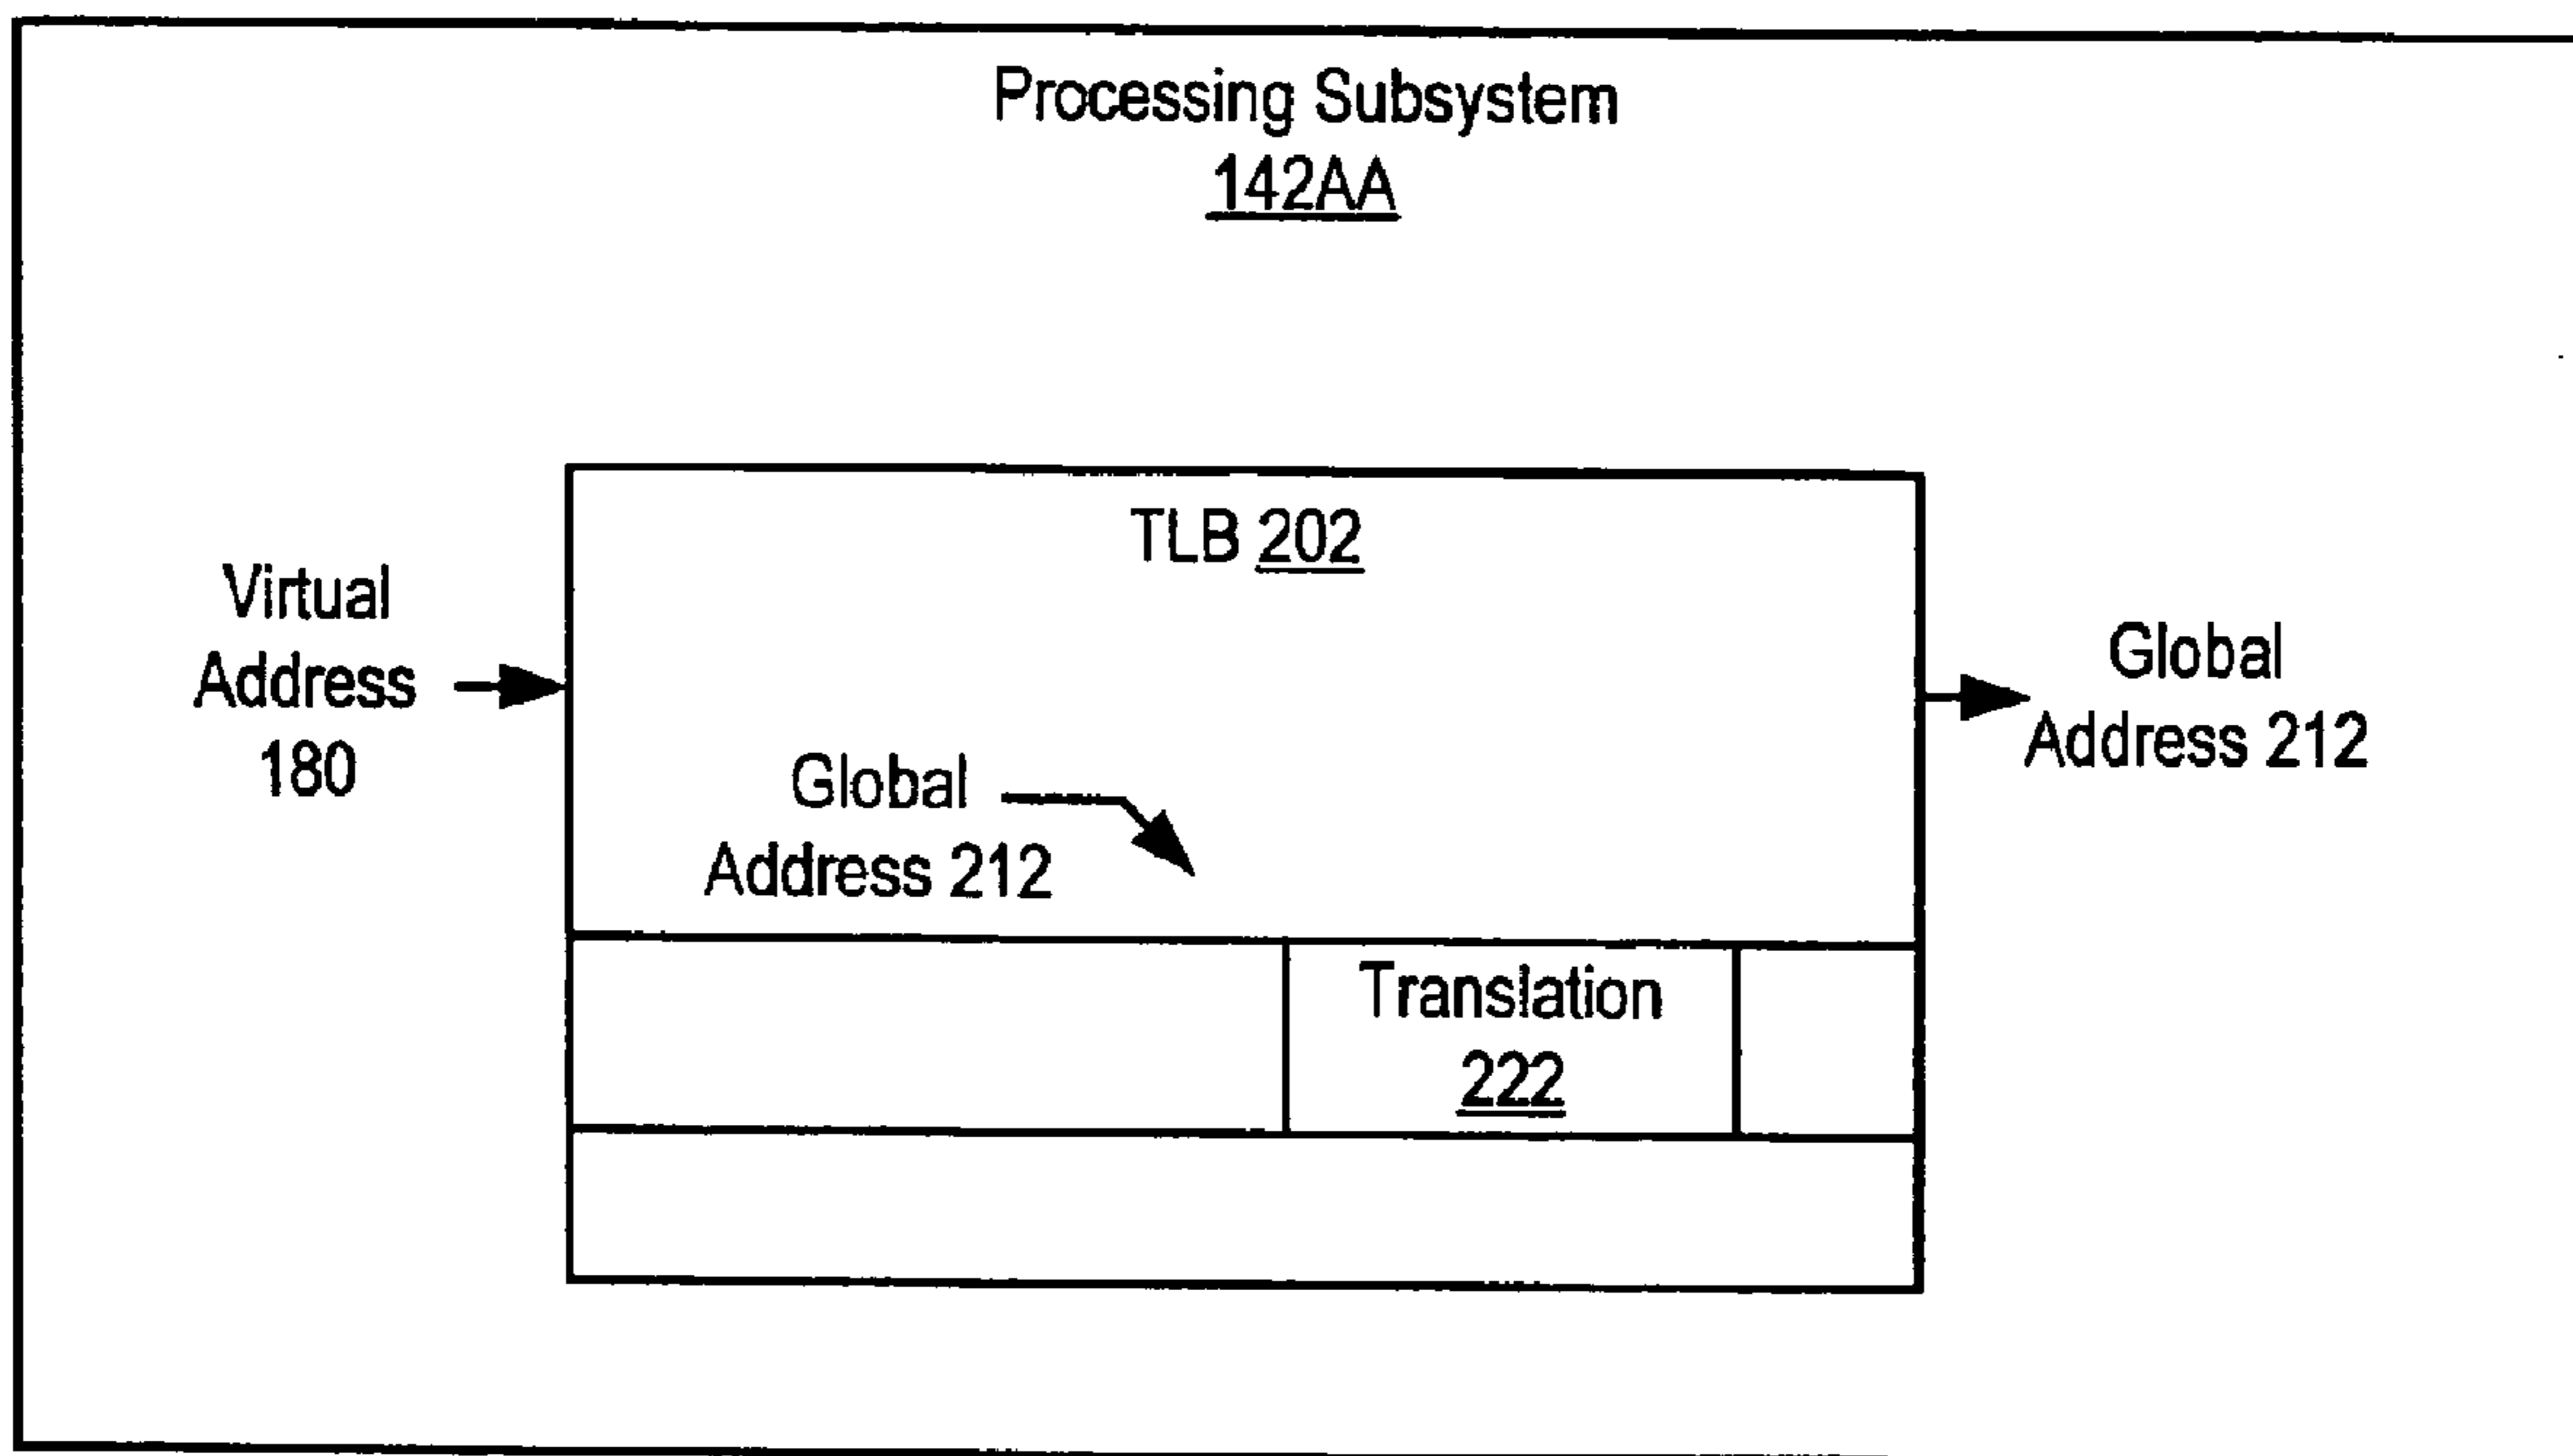 Processing Subsystem
142AA
TLB 202
Virtual
Address
180
Global
Address 212
Global
Address 212
Translation
222